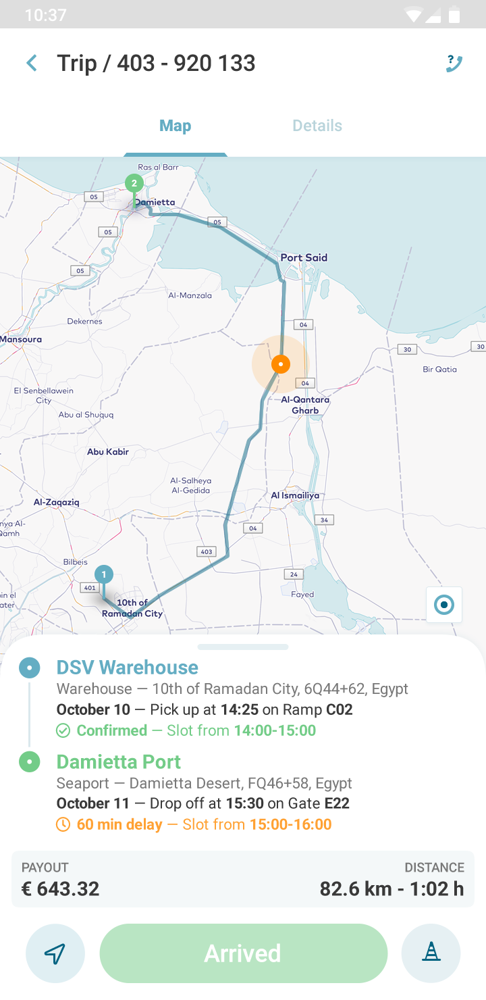 10:37
Trip / 403 - 920 133
?
Map
Details
Ras al Barr
2
05
Damietta
05
05
Port Said
05
Al-Manzala
Dekernes
04
Mansoura
30
30
Bir Qatia
04
El Senbellawein
City
Al-Qantara
Gharb
Abu al Shuquq
Abu Kabir
Al-Salheya
Al-Gedida
Al Ismailiya
Al-Zaqaziq
34
nya Al-
Qamh
04
403
Bilbeis
1
24
401
Fayed
in el
ater
10th of
Ramadan City
DSV Warehouse
Warehouse — 10th of Ramadan City, 6Q44+62, Egypt
October 10 — Pick up at 14:25 on Ramp C02
Confirmed — Slot from 14:00-15:00
Damietta Port
Seaport — Damietta Desert, FQ46+58, Egypt
October 11 — Drop off at 15:30 on Gate E22
60 min delay — Slot from 15:00-16:00
PAYOUT
DISTANCE
€ 643.32
82.6 km - 1:02 h
Arrived